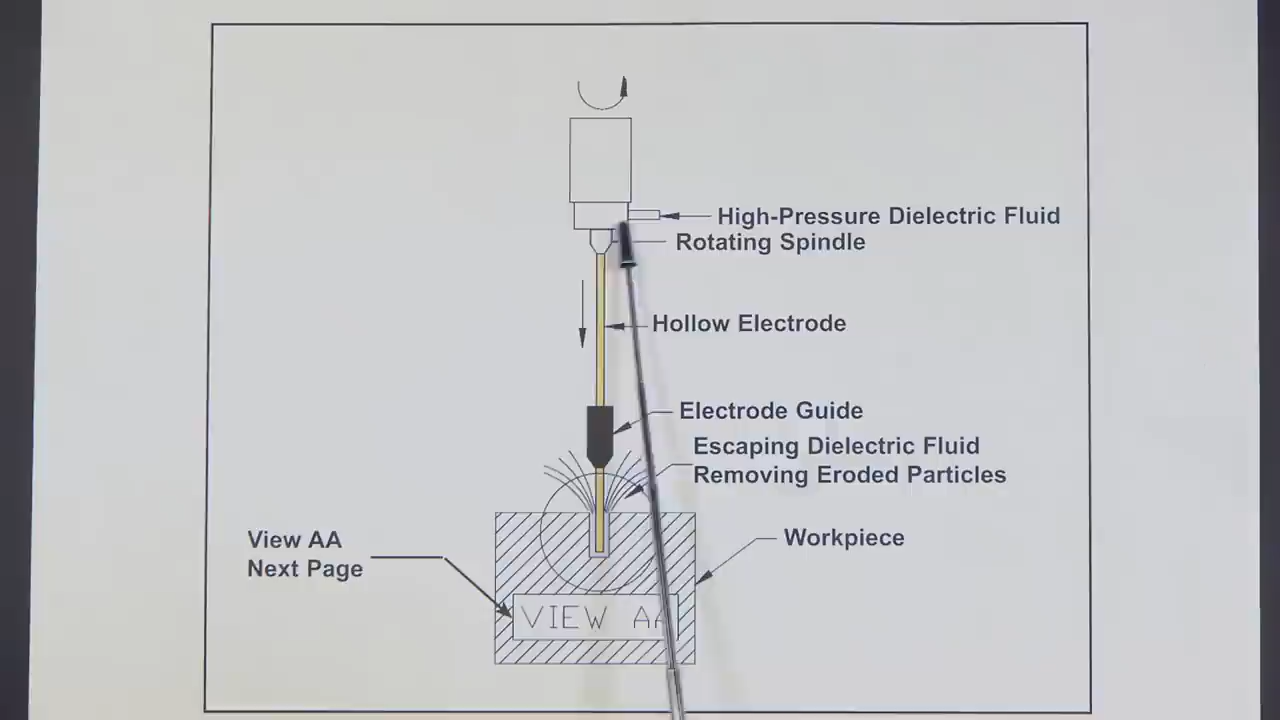 High-Pressure Dielectric Fluid
Rotating Spindle
Hollow Electrode
Electrode Guide
Escaping Dielectric Fluid
Removing Eroded Particles
View AA
Next Page
Workpiece
VIEW AA